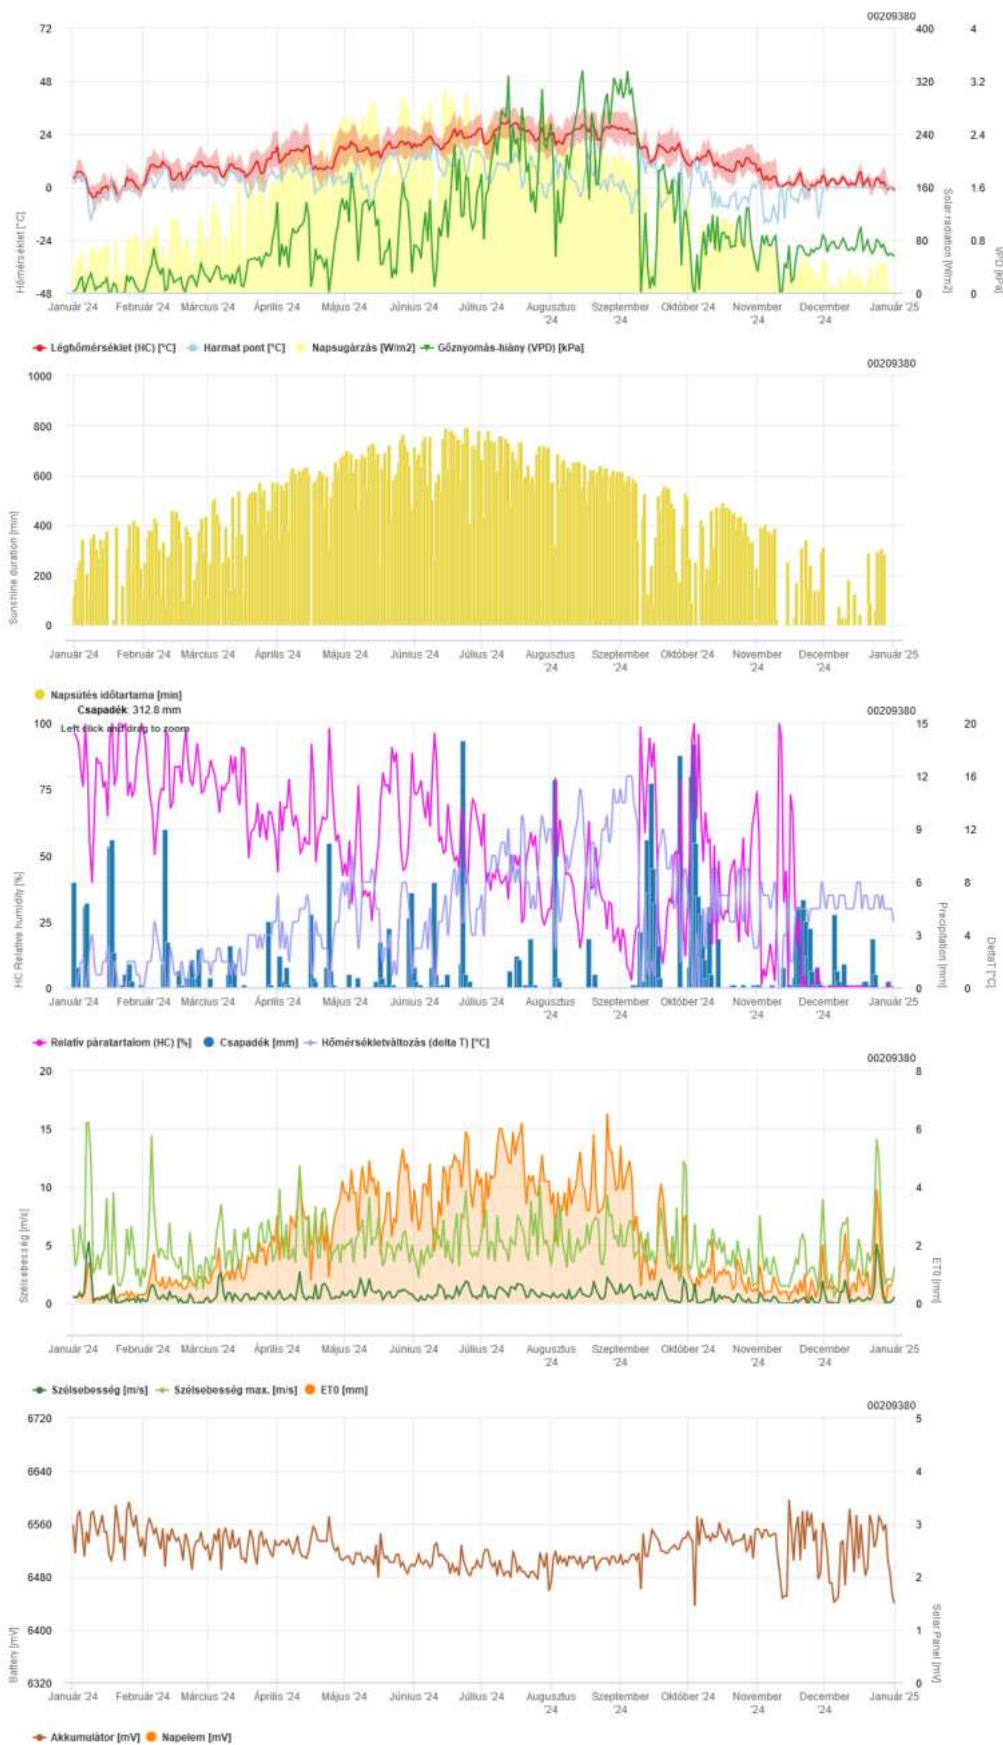 00209380
72 400 4
48 320 3.2
24 240 2.4
0 160 1.6
-24 80 0.8
-48 0 0
Hőmérséklet [°C]
Solar radiation [W/m2]
VPD [kPa]
Január '24 Február '24 Március '24 Április '24 Május '24 Június '24 Július '24 Augusztus '24 Szeptember '24 Október '24 November '24 December '24 Január '25
Léghőmérséklet (HC) [°C] Harmat pont [°C] Napsugárzás [W/m2] Gőznyomás-hiány (VPD) [kPa]
00209380
1000
800
600
400
200
0
Sunshine duration [min]
Január '24 Február '24 Március '24 Április '24 Május '24 Június '24 Július '24 Augusztus '24 Szeptember '24 Október '24 November '24 December '24 Január '25
Napsütés időtartama [min]
Csapadék: 312.8 mm
00209380
Left click and drag to zoom
100 15 20
75 12 16
50 9 12
25 6 8
0 3 4
0 0
HC Relative humidity [%]
Precipitation [mm]
DeltaT [°C]
Január '24 Február '24 Március '24 Április '24 Május '24 Június '24 Július '24 Augusztus '24 Szeptember '24 Október '24 November '24 December '24 Január '25
Relatív páratartalom (HC) [%] Csapadék [mm] Hőmérsékletváltozás (delta T) [°C]
00209380
20 8
15 6
10 4
5 2
0 0
Szélsebesség [m/s]
ET0 [mm]
Január '24 Február '24 Március '24 Április '24 Május '24 Június '24 Július '24 Augusztus '24 Szeptember '24 Október '24 November '24 December '24 Január '25
Szélsebesség [m/s] Szélsebesség max. [m/s] ET0 [mm]
00209380
6720 5
6640 4
6560 3
6480 2
6400 1
6320 0
Battery [mV]
Solar Panel [mV]
Január '24 Február '24 Március '24 Április '24 Május '24 Június '24 Július '24 Augusztus '24 Szeptember '24 Október '24 November '24 December '24 Január '25
Akkumulátor [mV] Napelem [mV]